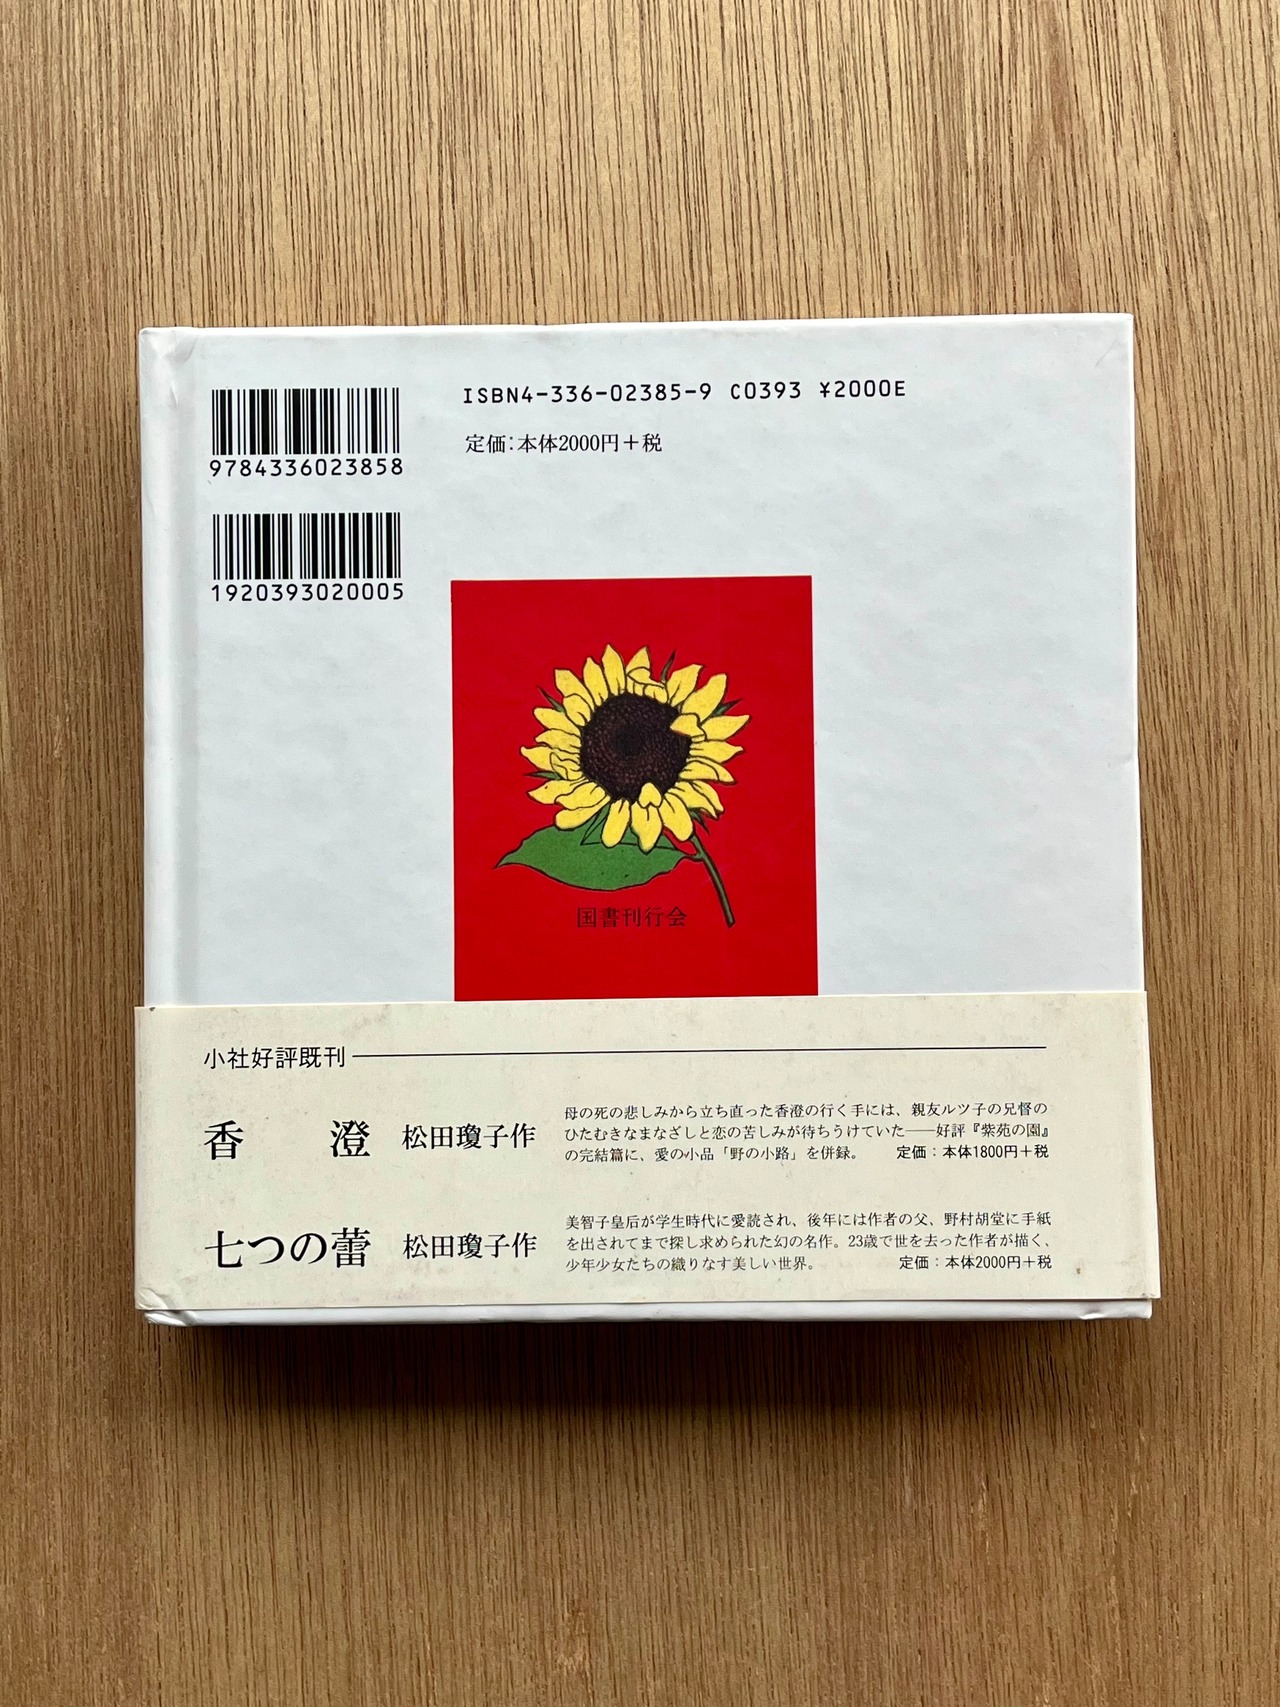 ISBN4-336-02385-9 C0393 ¥2000E
定価:本体2000円+税
9784336023858
1920393020005
国書刊行会
小社好評既刊
香 澄 松田瓊子作
母の死の悲しみから立ち直った香澄の行く手には、親友ルツ子の兄督の
ひたむきなまなざしと恋の苦しみが待ちうけていた——好評『紫苑の園』
の完結篇に、愛の小品「野の小路」を併録。 定価：本体1800円+税
七つの蕾 松田瓊子作
美智子皇后が学生時代に愛読され、後年には作者の父、野村胡堂に手紙
を出されてまで探し求められた幻の名作。23歳で世を去った作者が描く、
少年少女たちの織りなす美しい世界。 定価：本体2000円+税